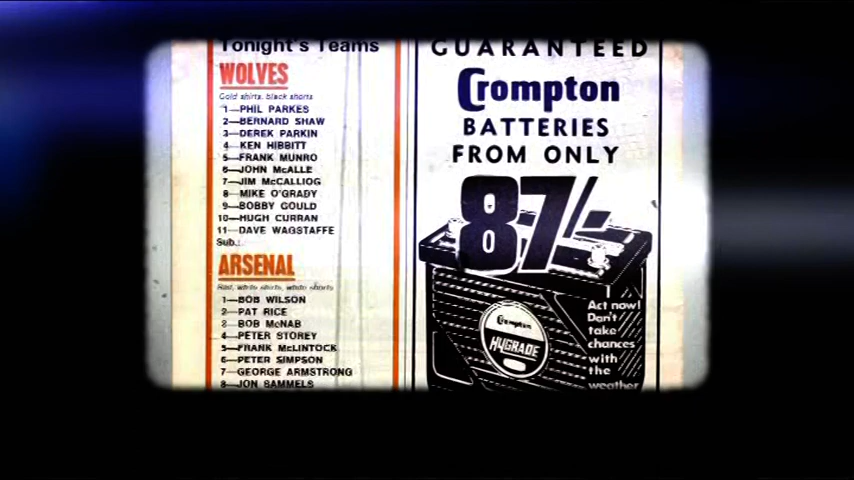 Tonight's Teams
WOLVES
Gold shirts, black shorts
1—PHIL PARKES
2—BERNARD SHAW
3—DEREK PARKIN
4—KEN HIBBITT
5—FRANK MUNRO
6—JOHN McALLE
7—JIM McCALLIOG
8—MIKE O'GRADY
9—BOBBY GOULD
10—HUGH CURRAN
11—DAVE WAGSTAFFE
Sub.:
ARSENAL
Red, white shirts, white shorts
1—BOB WILSON
2—PAT RICE
3—BOB McNAB
4—PETER STOREY
5—FRANK McLINTOCK
6—PETER SIMPSON
7—GEORGE ARMSTRONG
8—JON SAMMELS
GUARANTEED
Crompton
BATTERIES
FROM ONLY
87/-
Crompton
HYGRADE
Act now!
Don't
take
chances
with
the
weather